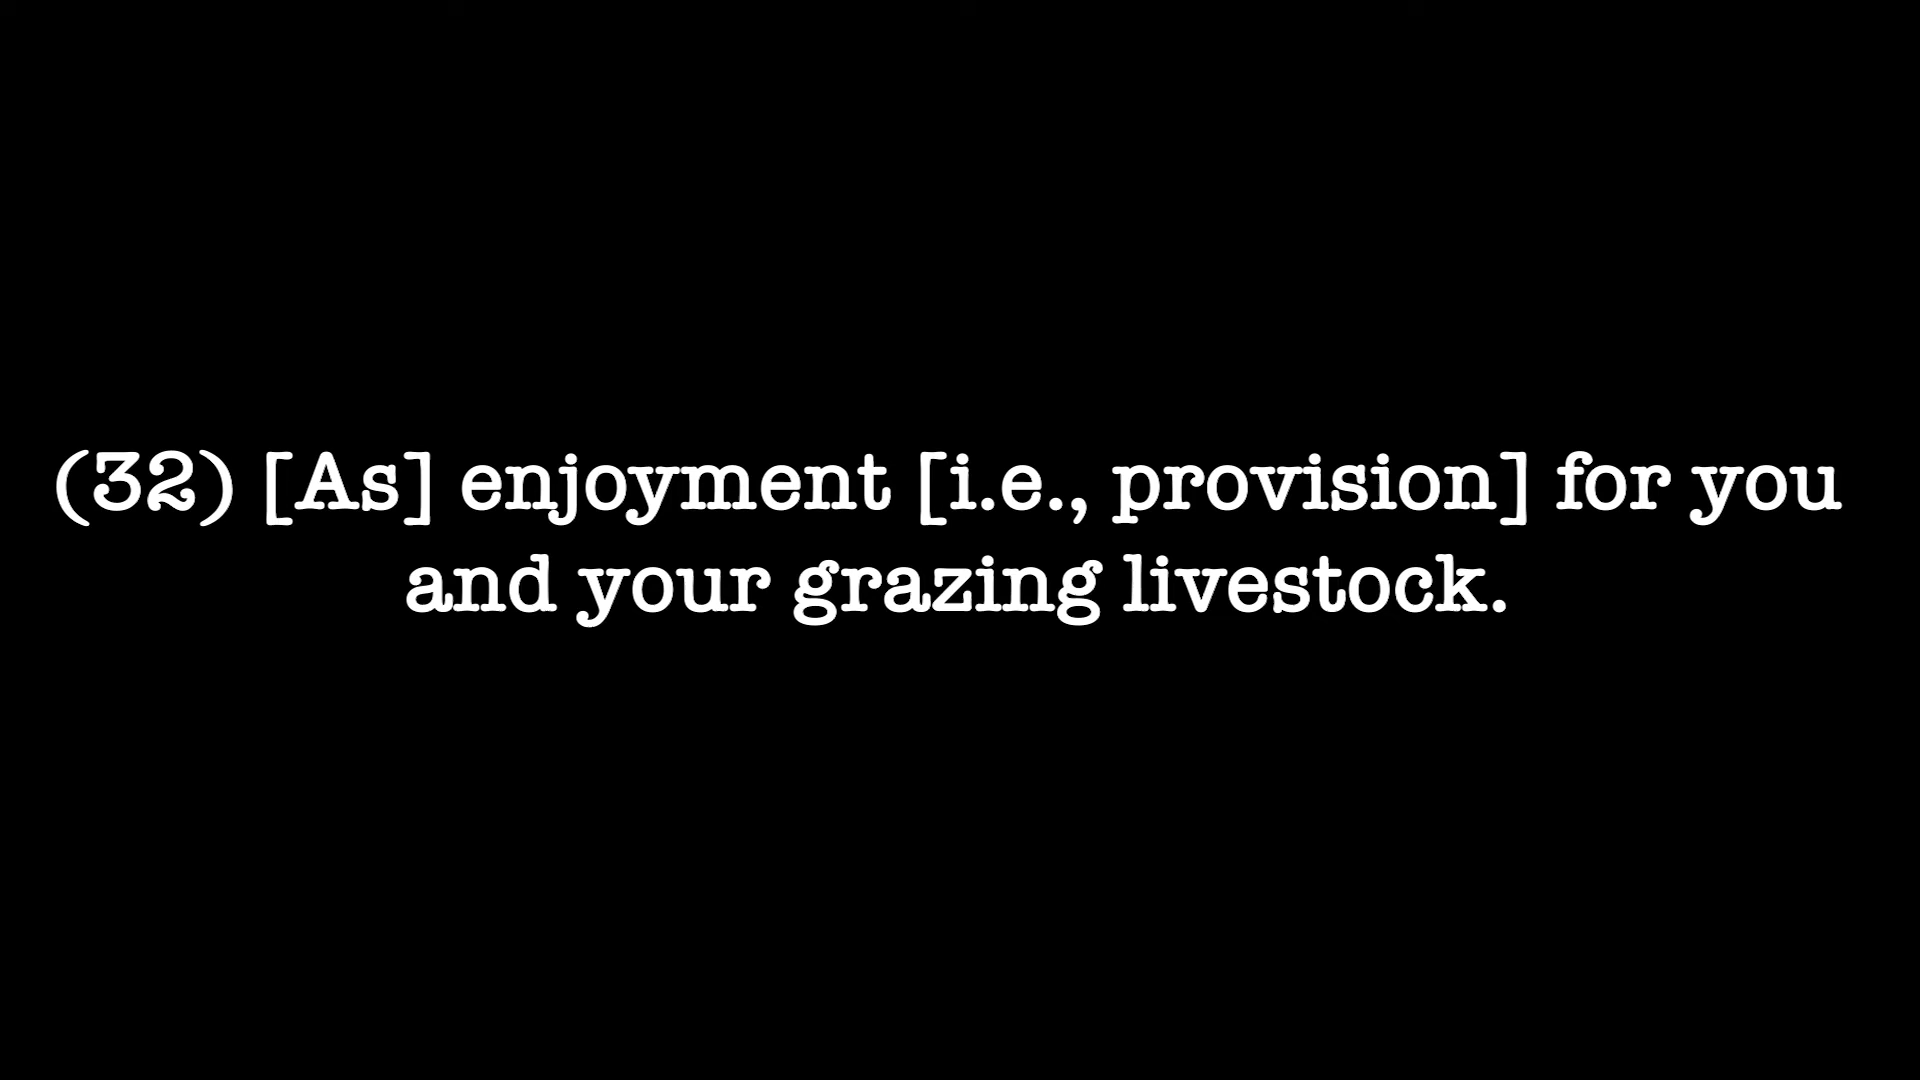 (32) [As] enjoyment [i.e., provision] for you
and your grazing livestock.